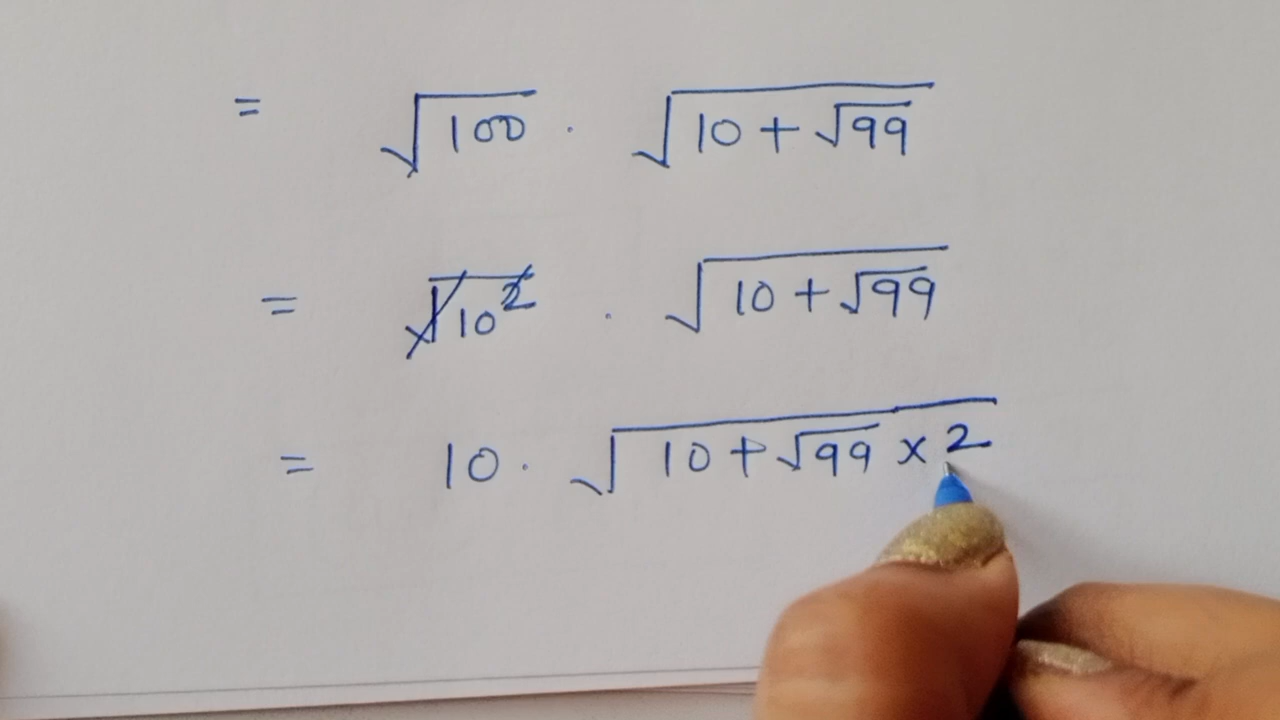 = √100 · √(10 + √99)
= √10² · √(10 + √99)
= 10 · √(10 + √99 × 2)